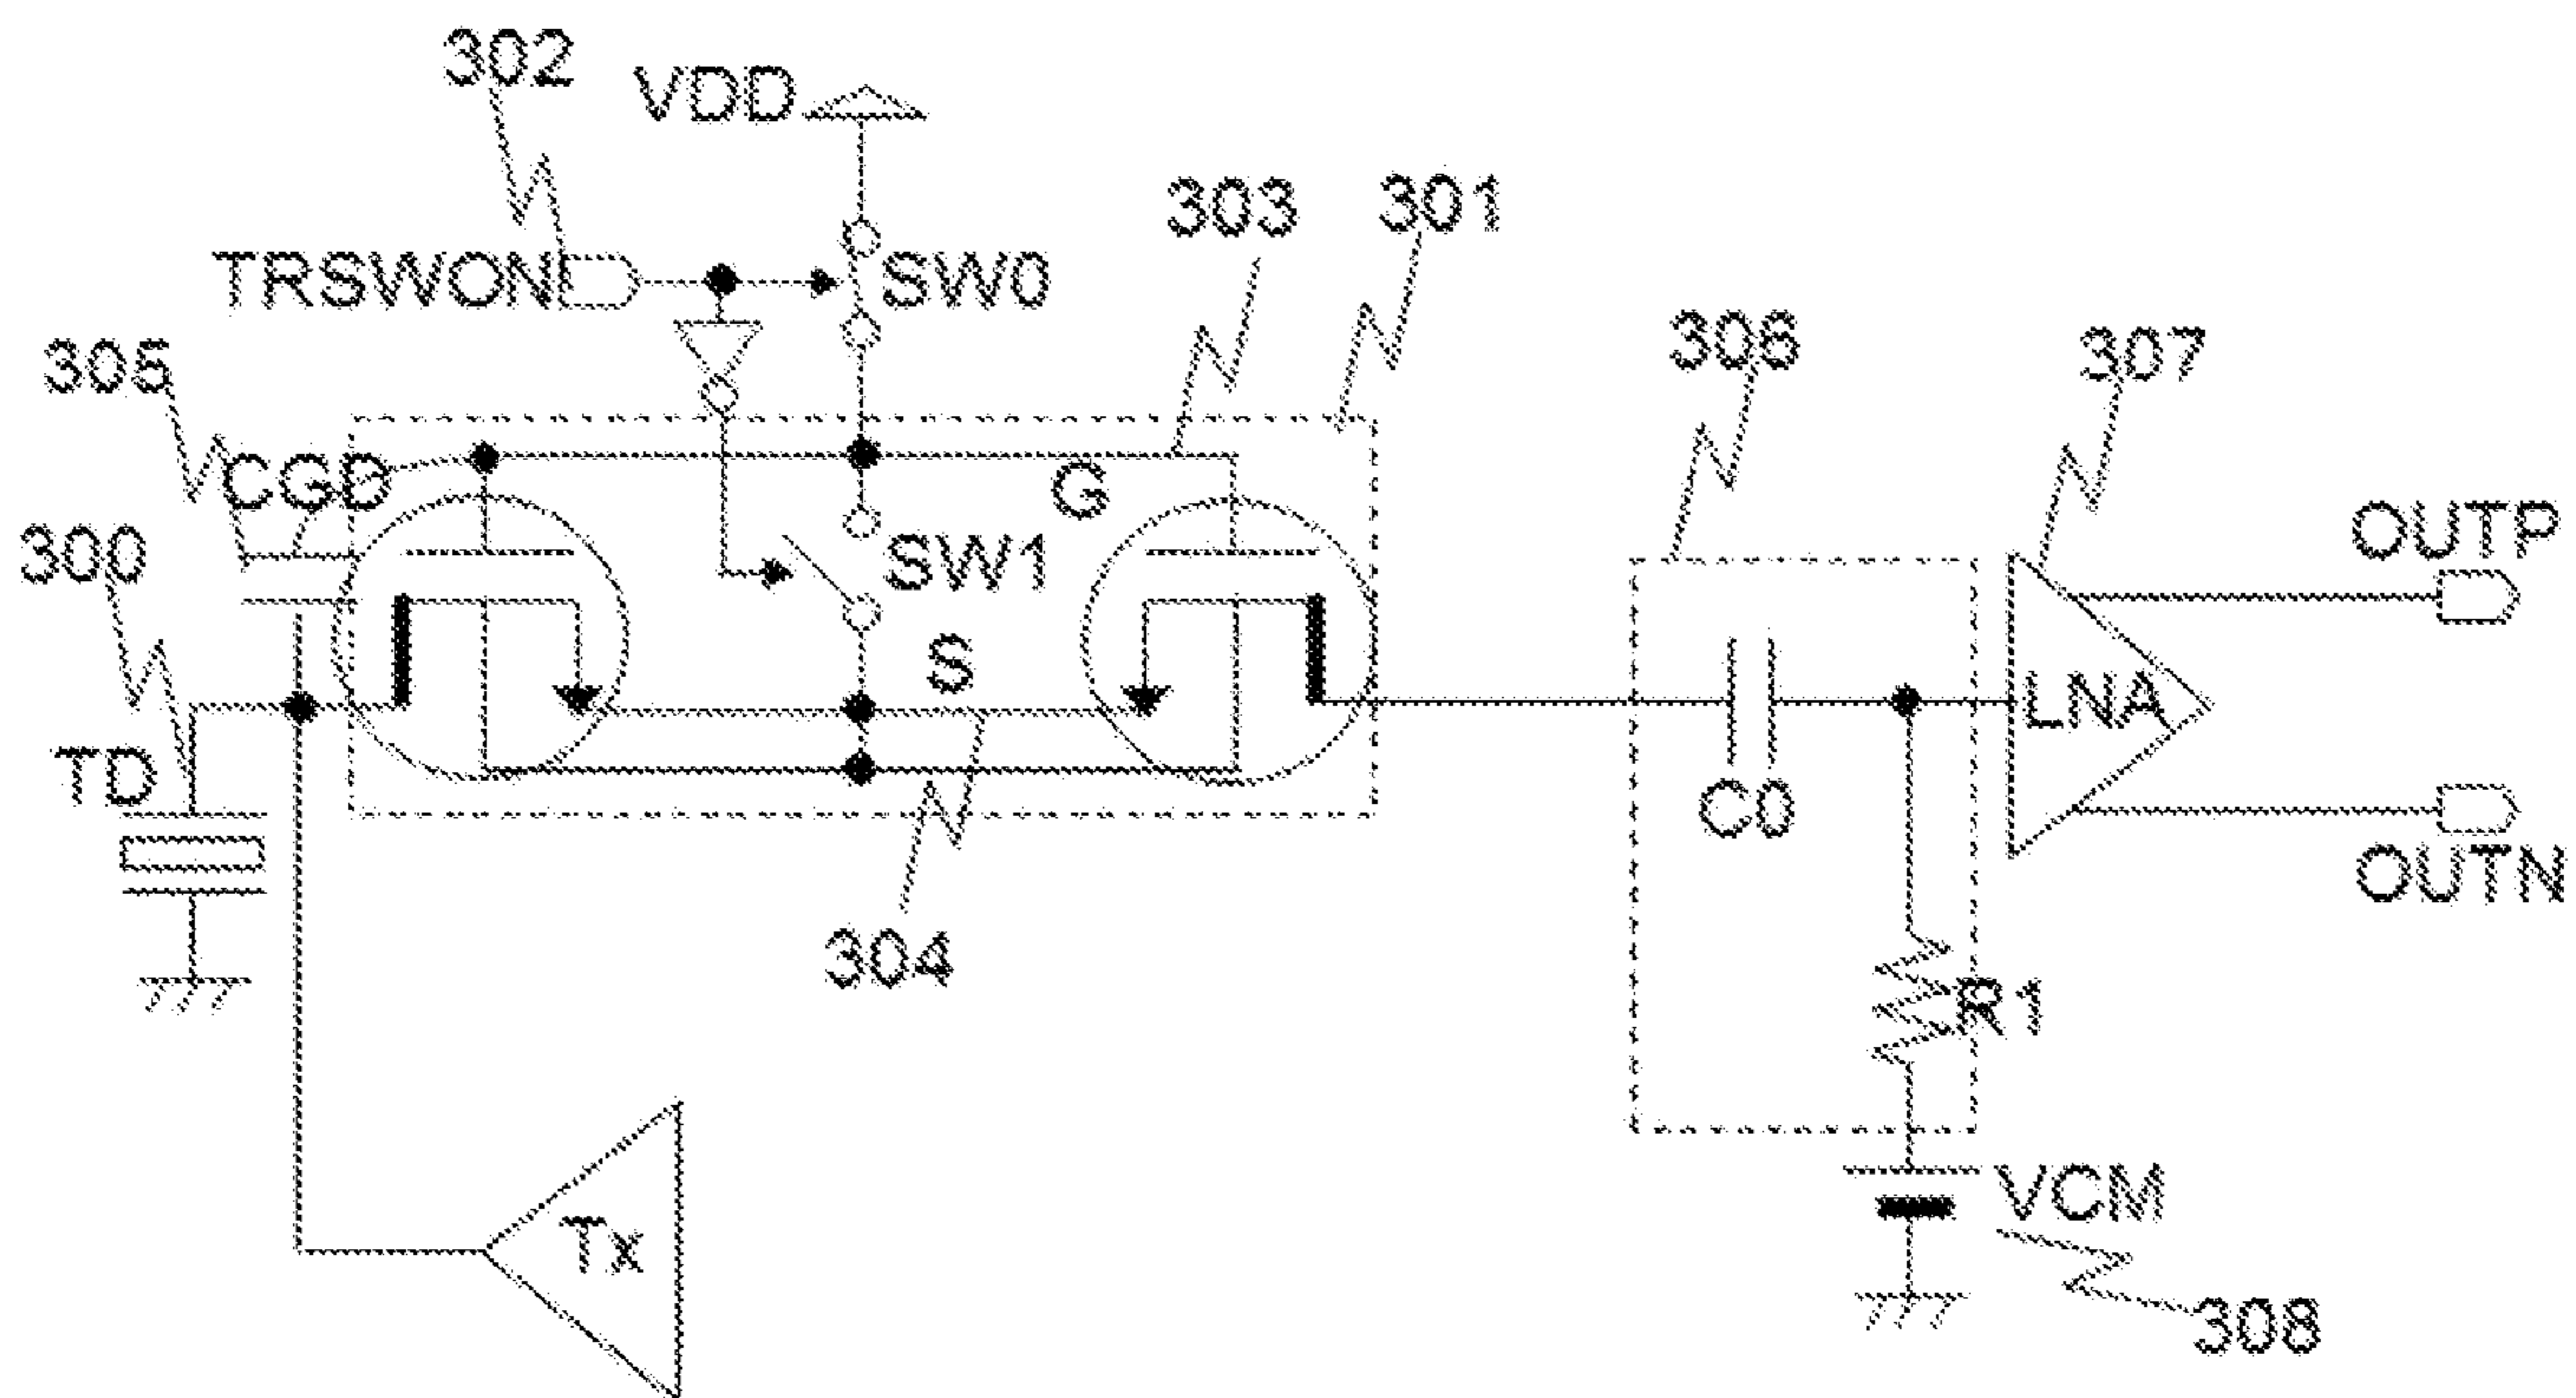 302
VDD
303
301
TRSWON
SW0
306
307
305
CGD
G
OUTP
300
SW1
S
LNA
TD
C0
OUTN
304
R1
VCM
Tx
308